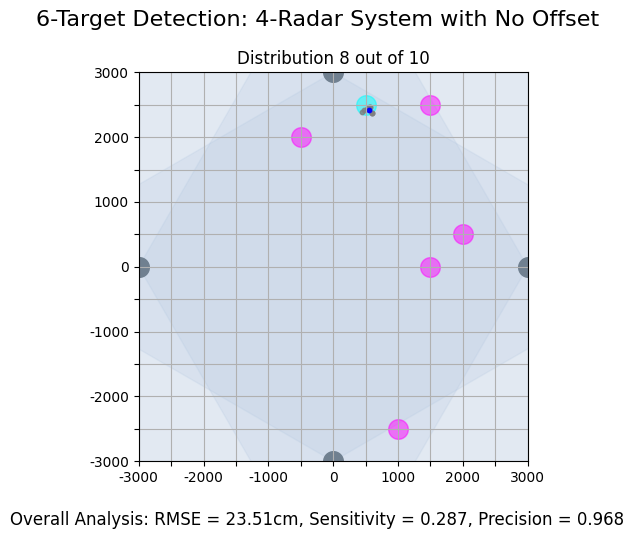 6-Target Detection: 4-Radar System with No Offset
Distribution 8 out of 10
3000
2000
1000
0
-1000
-2000
-3000
-3000 -2000 -1000 0 1000 2000 3000
Overall Analysis: RMSE = 23.51cm, Sensitivity = 0.287, Precision = 0.968